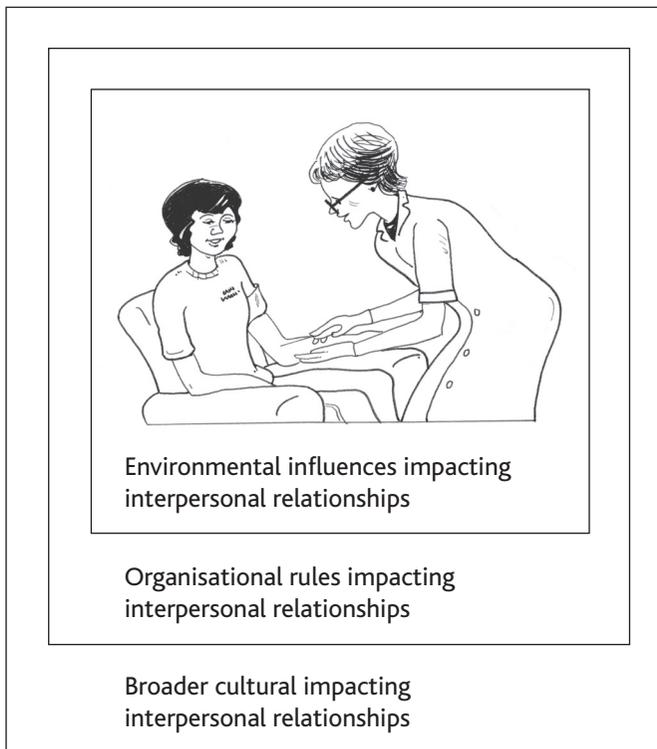 Environmental influences impacting
interpersonal relationships
Organisational rules impacting
interpersonal relationships
Broader cultural impacting
interpersonal relationships